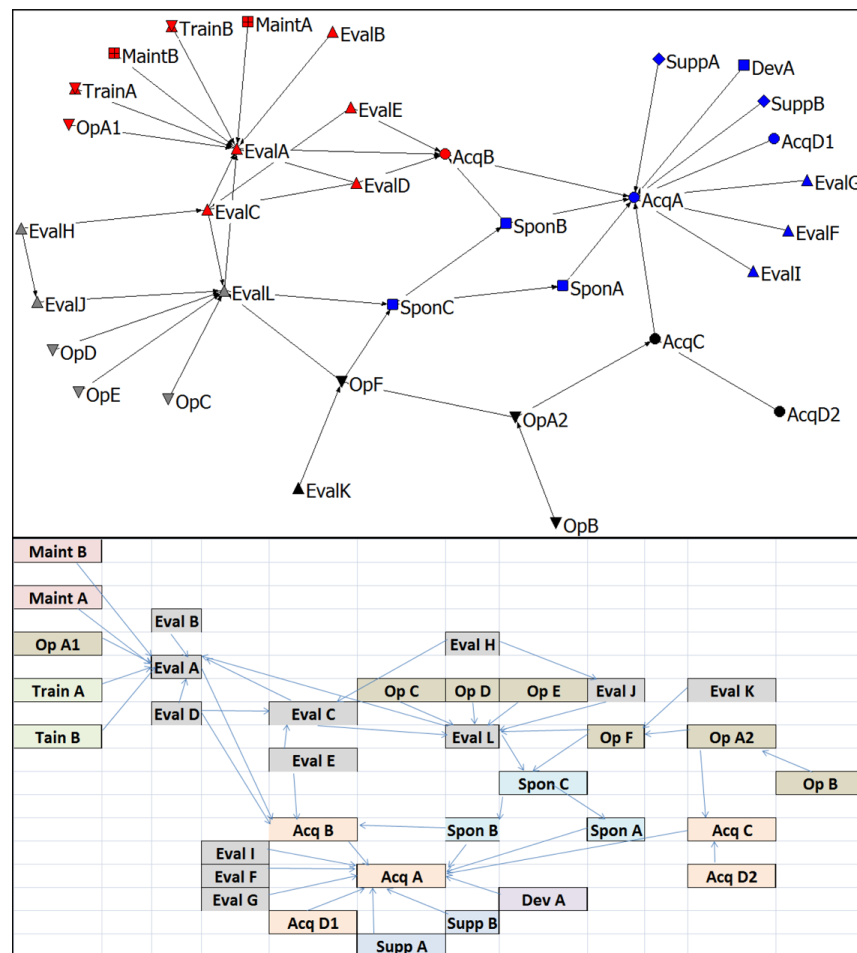 TrainB
MaintA
EvalB
MaintB
SuppA
DevA
TrainA
EvalE
SuppB
OpA1
EvalA
AcqB
AcqD1
EvalD
EvalG
EvalC
AcqA
EvalH
SponB
EvalF
EvalI
EvalJ
EvalL
SponC
SponA
OpD
AcqC
OpE
OpC
OpF
OpA2
AcqD2
EvalK
OpB
Maint B
Maint A
Eval B
Op A1
Eval H
Eval A
Train A
Op C
Op D
Op E
Eval J
Eval K
Eval D
Eval C
Tain B
Eval L
Op F
Op A2
Eval E
Spon C
Op B
Acq B
Spon B
Spon A
Acq C
Eval I
Eval F
Acq A
Acq D2
Eval G
Dev A
Acq D1
Supp B
Supp A